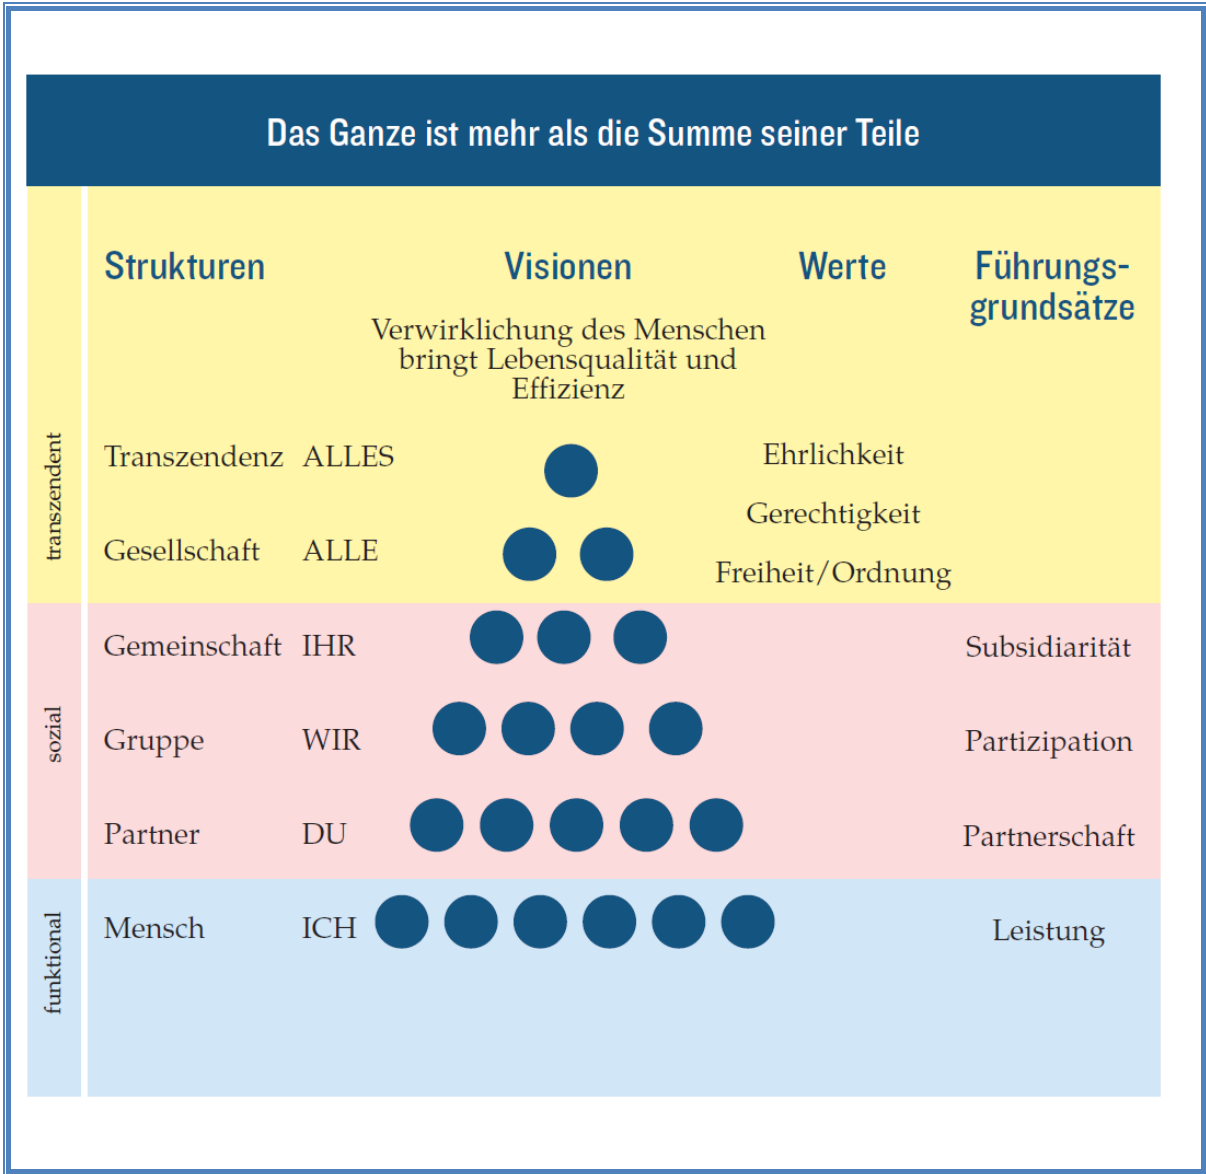 Das Ganze ist mehr als die Summe seiner Teile
Strukturen
Visionen
Werte
Führungs-
grundsätze
Verwirklichung des Menschen
bringt Lebensqualität und
Effizienz
transzendent
Transzendenz ALLES
Ehrlichkeit
Gerechtigkeit
Gesellschaft ALLE
Freiheit/Ordnung
sozial
Gemeinschaft IHR
Subsidiarität
Gruppe WIR
Partizipation
Partner DU
Partnerschaft
funktional
Mensch ICH
Leistung